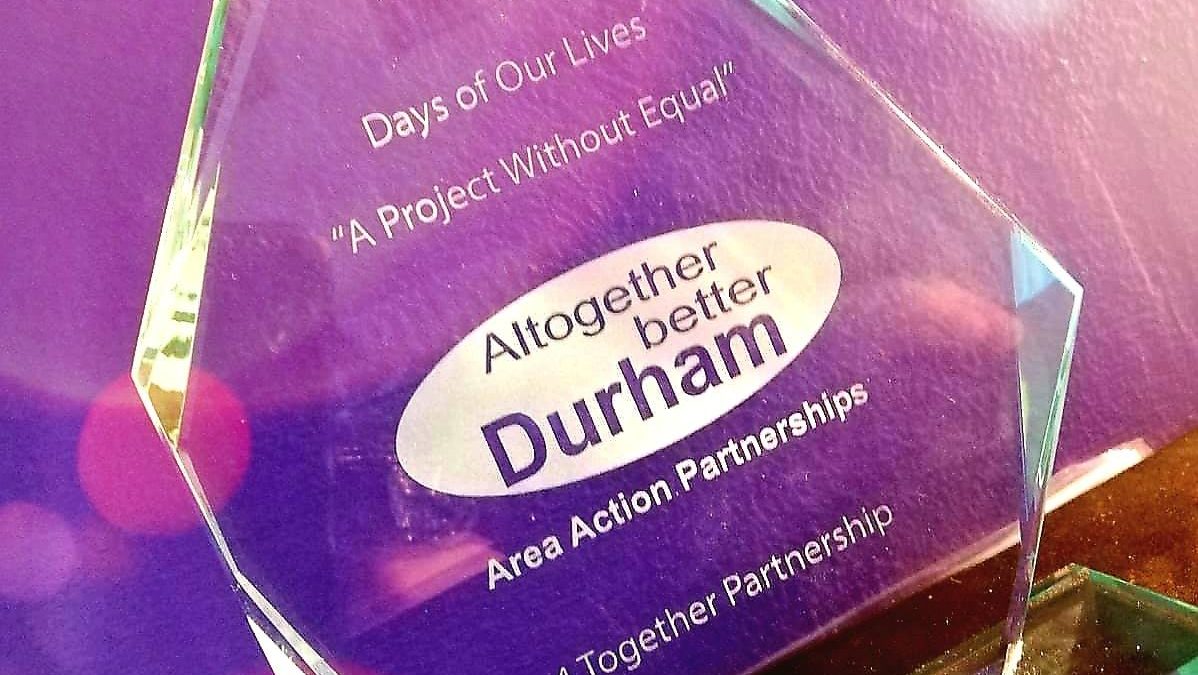 Days of Our Lives
“A Project Without Equal”
Altogether
better
Durham
Area Action Partnerships
Together Partnership